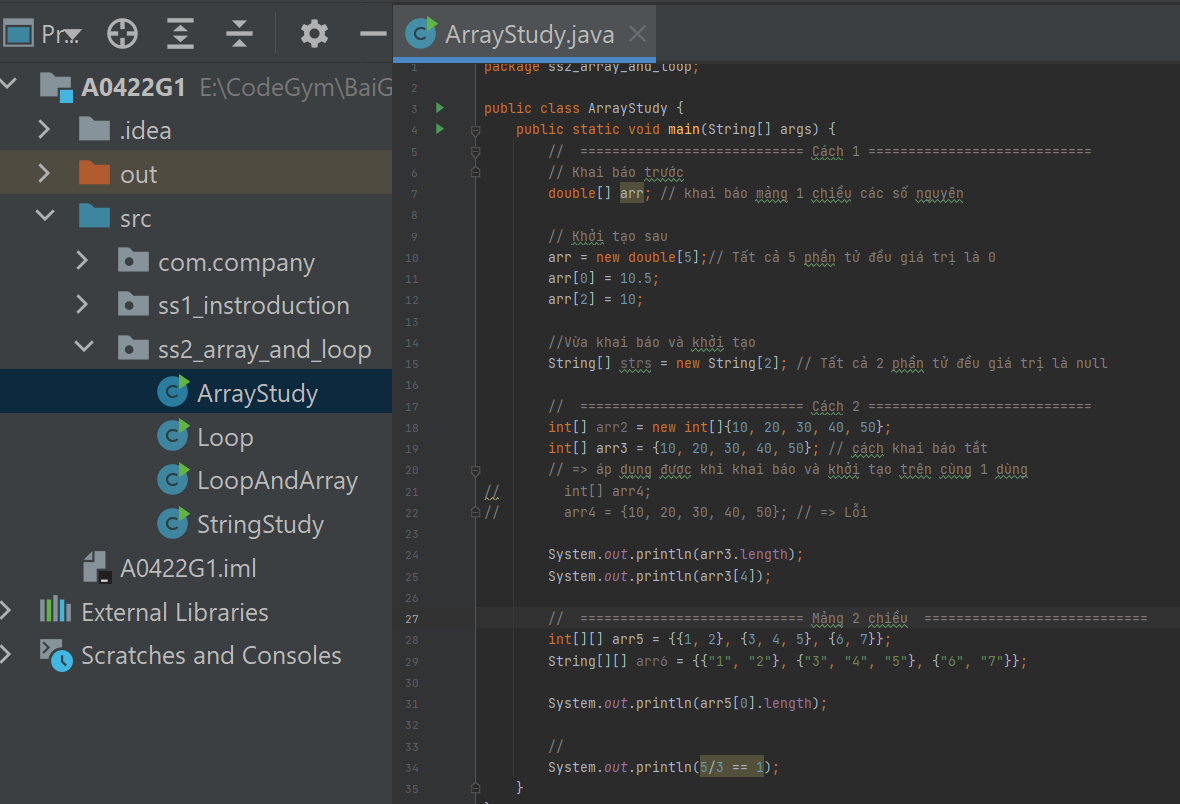 Pr...
ArrayStudy.java
A0422G1 E:\CodeGym\BaiG
.idea
out
src
com.company
ss1_instroduction
ss2_array_and_loop
ArrayStudy
Loop
LoopAndArray
StringStudy
A0422G1.iml
External Libraries
Scratches and Consoles
1 package ss2_array_and_loop;
2
3 public class ArrayStudy {
4 public static void main(String[] args) {
5 // ============================ Cách 1 ============================
6 // Khai báo trước
7 double[] arr; // khai báo mảng 1 chiều các số nguyên
8
9 // Khởi tạo sau
10 arr = new double[5];// Tất cả 5 phần tử đều giá trị là 0
11 arr[0] = 10.5;
12 arr[2] = 10;
13
14 //Vừa khai báo và khởi tạo
15 String[] strs = new String[2]; // Tất cả 2 phần tử đều giá trị là null
16
17 // ============================ Cách 2 ============================
18 int[] arr2 = new int[]{10, 20, 30, 40, 50};
19 int[] arr3 = {10, 20, 30, 40, 50}; // cách khai báo tắt
20 // => áp dụng được khi khai báo và khởi tạo trên cùng 1 dùng
21 // int[] arr4;
22 // arr4 = {10, 20, 30, 40, 50}; // => Lỗi
23
24 System.out.println(arr3.length);
25 System.out.println(arr3[4]);
26
27 // ============================ Mảng 2 chiều ============================
28 int[][] arr5 = {{1, 2}, {3, 4, 5}, {6, 7}};
29 String[][] arr6 = {{"1", "2"}, {"3", "4", "5"}, {"6", "7"}};
30
31 System.out.println(arr5[0].length);
32
33 //
34 System.out.println(5/3 == 1);
35 }